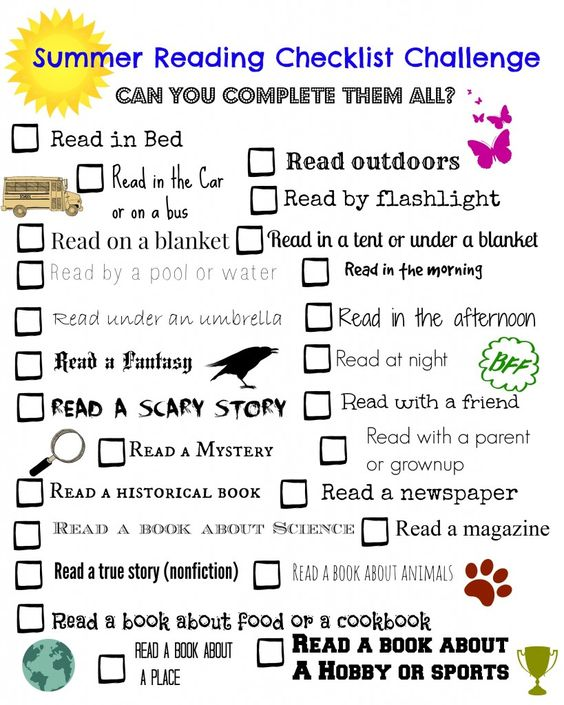 Summer Reading Checklist Challenge
CAN YOU COMPLETE THEM ALL?
Read in Bed
Read outdoors
SCHOOL
Read in the Car
or on a bus
Read by flashlight
Read on a blanket
Read in a tent or under a blanket
Read by a pool or water
Read in the morning
Read under an umbrella
Read in the afternoon
Read a Fantasy
Read at night
BFF
READ A SCARY STORY
Read with a friend
Read a Mystery
Read with a parent
or grownup
Read a historical book
Read a newspaper
Read a book about Science
Read a magazine
Read a true story (nonfiction)
READ A BOOK ABOUT ANIMALS
Read a book about food or a cookbook
READ A BOOK ABOUT
A PLACE
Read a book about
A Hobby or sports